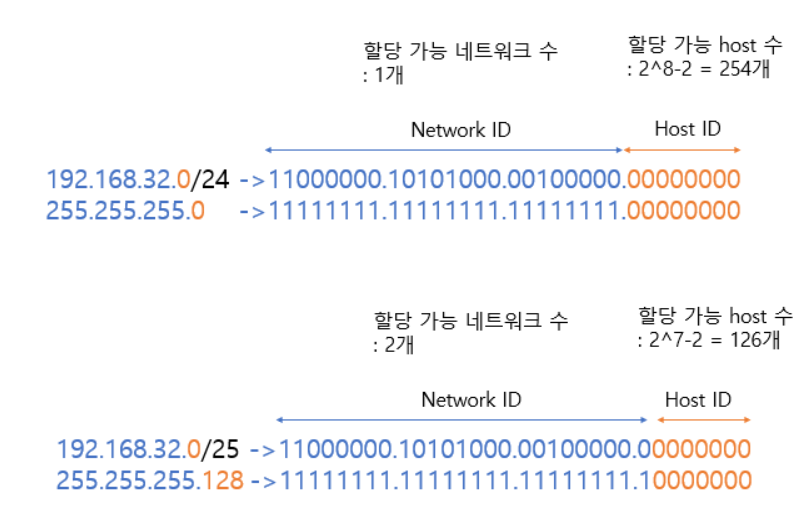 할당 가능 네트워크 수
: 1개
할당 가능 host 수
: 2^8-2 = 254개
Network ID
Host ID
192.168.32.0/24 ->11000000.10101000.00100000.00000000
255.255.255.0 ->11111111.11111111.11111111.00000000
할당 가능 네트워크 수
: 2개
할당 가능 host 수
: 2^7-2 = 126개
Network ID
Host ID
192.168.32.0/25 ->11000000.10101000.00100000.00000000
255.255.255.128 ->11111111.11111111.11111111.10000000